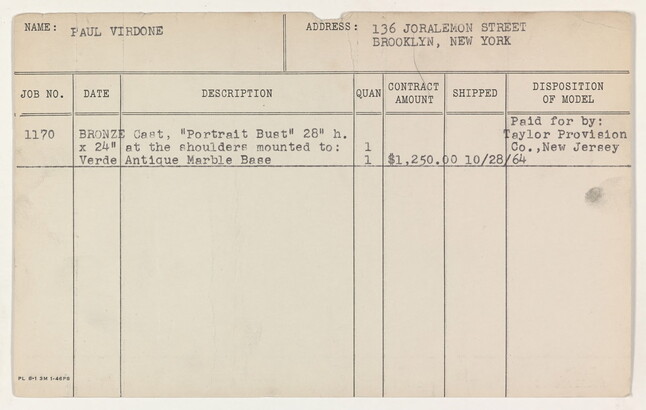 NAME: PAUL VIRDONE ADDRESS: 136 JORALEMON STREET
BROOKLYN, NEW YORK
JOB NO. DATE DESCRIPTION QUAN CONTRACT AMOUNT SHIPPED DISPOSITION OF MODEL
Paid for by:
1170 BRONZE Cast, "Portrait Bust" 28" h. Taylor Provision
x 24" at the shoulders mounted to: 1 Co.,New Jersey
Verde Antique Marble Base 1 $1,250.00 10/28/64